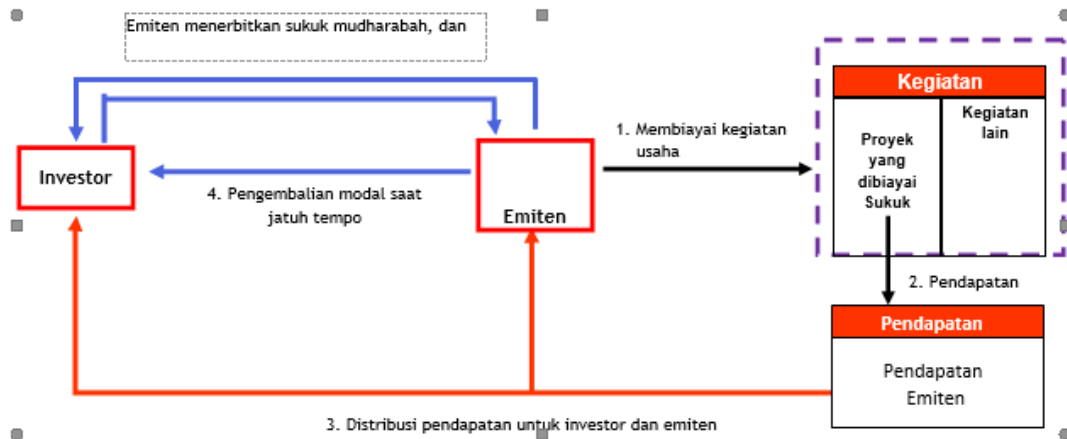 Emiten menerbitkan sukuk mudharabah, dan
Investor
4. Pengembalian modal saat
jatuh tempo
Emiten
1. Membiayai kegiatan
usaha
Kegiatan
Proyek
yang
dibiayai
Sukuk
Kegiatan
lain
2. Pendapatan
Pendapatan
Pendapatan
Emiten
3. Distribusi pendapatan untuk investor dan emiten